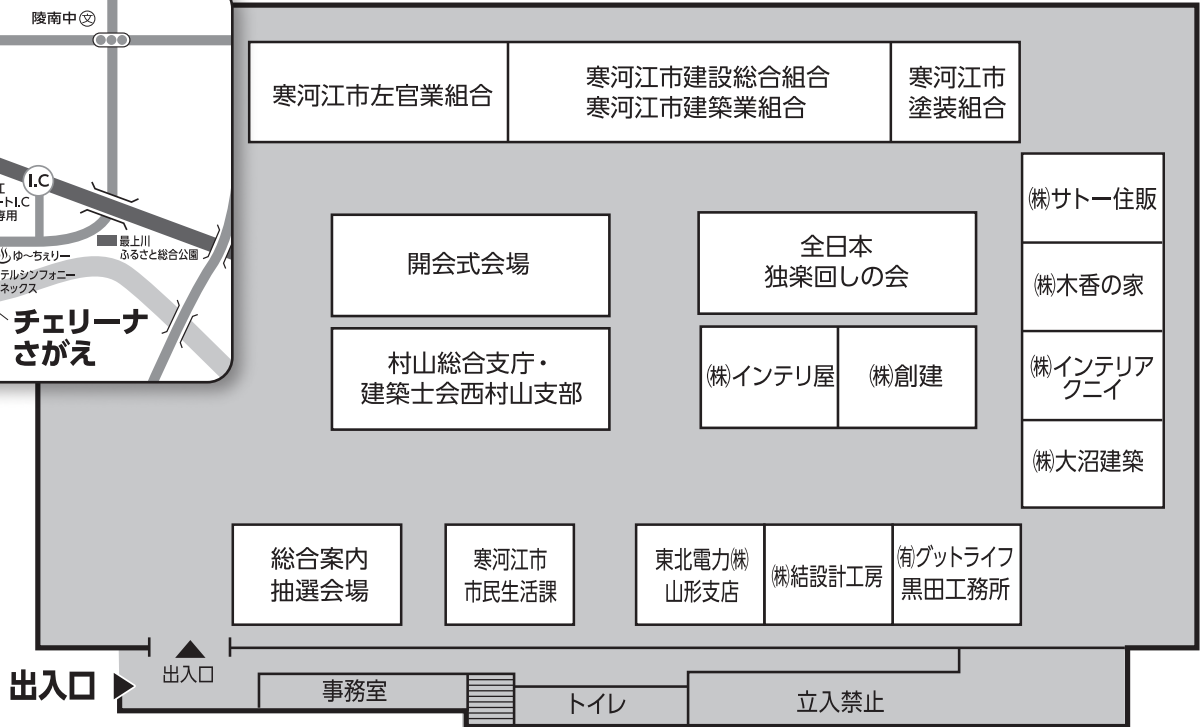 陵南中㊛
I.C
トI.C
専用
最上川
ふるさと総合公園
ゆ〜ちぇりー
テルシンフォニー
ネックス
チェリーナ
さがえ
寒河江市左官業組合
寒河江市建設総合組合
寒河江市建築業組合
寒河江市
塗装組合
㈱サトー住販
㈱木香の家
㈱インテリア
クニイ
㈱大沼建築
開会式会場
全日本
独楽回しの会
村山総合支庁・
建築士会西村山支部
㈱インテリ屋
㈱創建
総合案内
抽選会場
寒河江市
市民生活課
東北電力㈱
山形支店
㈱結設計工房
㈲グットライフ
黒田工務所
出入口
出入口
事務室
トイレ
立入禁止